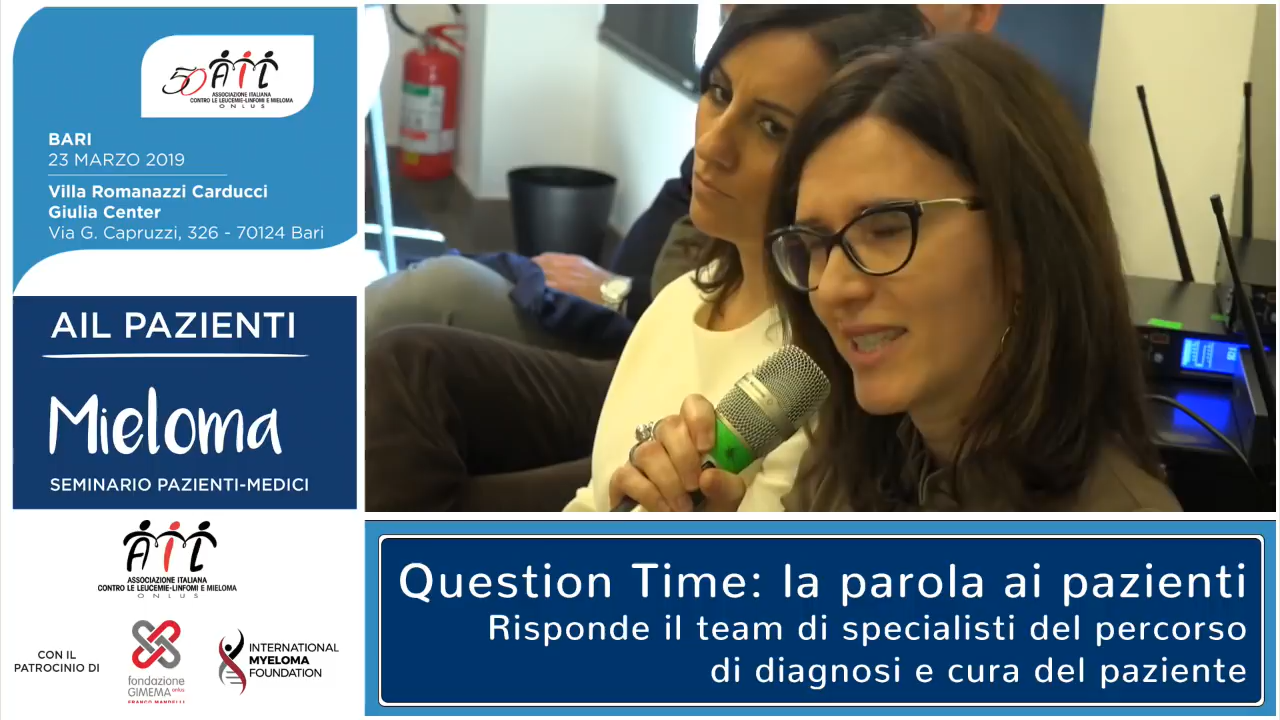 50 AIL
ASSOCIAZIONE ITALIANA
CONTRO LE LEUCEMIE-LINFOMI E MIELOMA
ONLUS
BARI
23 MARZO 2019
Villa Romanazzi Carducci
Giulia Center
Via G. Capruzzi, 326 - 70124 Bari
AIL PAZIENTI
Mieloma
SEMINARIO PAZIENTI-MEDICI
AIL
ASSOCIAZIONE ITALIANA
CONTRO LE LEUCEMIE-LINFOMI E MIELOMA
ONLUS
CON IL
PATROCINIO DI
fondazione
GIMEMA onlus
FRANCO MANDELLI
INTERNATIONAL
MYELOMA
FOUNDATION
Question Time: la parola ai pazienti
Risponde il team di specialisti del percorso
di diagnosi e cura del paziente